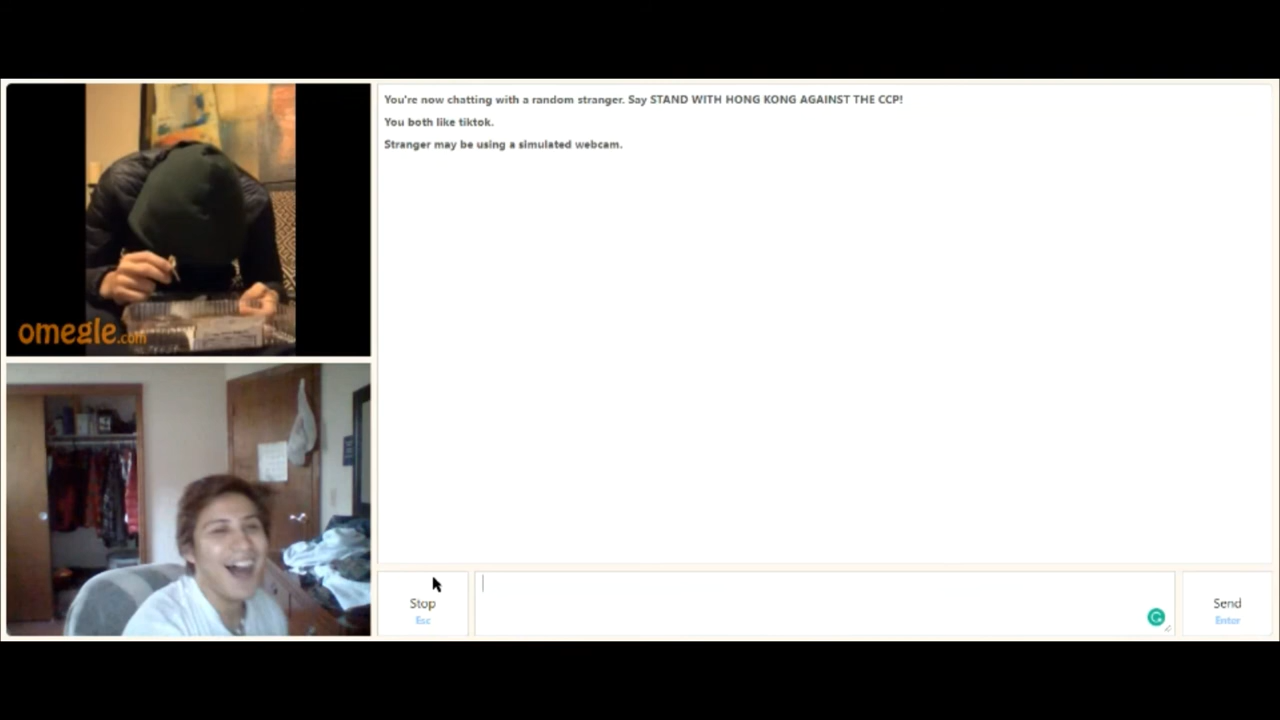 You're now chatting with a random stranger. Say STAND WITH HONG KONG AGAINST THE CCP!
You both like tiktok.
Stranger may be using a simulated webcam.
omegle.com
Stop
Esc
Send
Enter